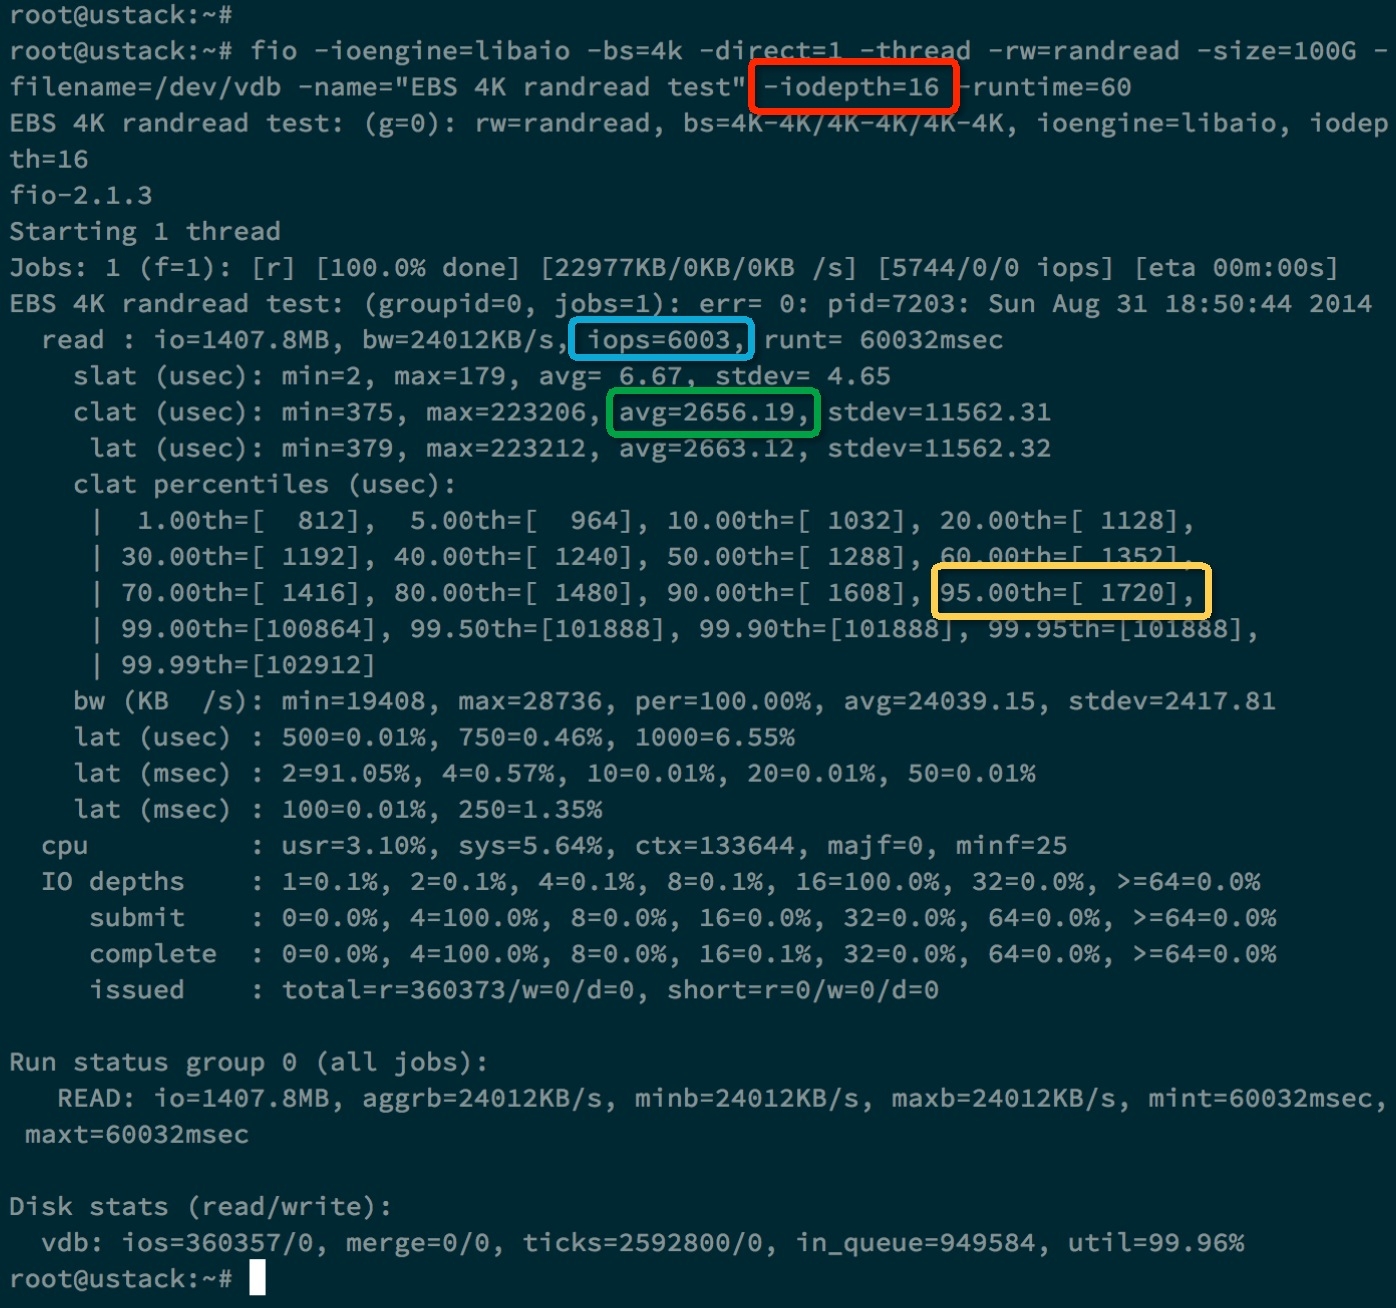 root@ustack:~#
root@ustack:~# fio -ioengine=libaio -bs=4k -direct=1 -thread -rw=randread -size=100G -
filename=/dev/vdb -name="EBS 4K randread test" -iodepth=16 -runtime=60
EBS 4K randread test: (g=0): rw=randread, bs=4K-4K/4K-4K/4K-4K, ioengine=libaio, iodep
th=16
fio-2.1.3
Starting 1 thread
Jobs: 1 (f=1): [r] [100.0% done] [22977KB/0KB/0KB /s] [5744/0/0 iops] [eta 00m:00s]
EBS 4K randread test: (groupid=0, jobs=1): err= 0: pid=7203: Sun Aug 31 18:50:44 2014
  read : io=1407.8MB, bw=24012KB/s, iops=6003, runt= 60032msec
    slat (usec): min=2, max=179, avg= 6.67, stdev= 4.65
    clat (usec): min=375, max=223206, avg=2656.19, stdev=11562.31
     lat (usec): min=379, max=223212, avg=2663.12, stdev=11562.32
    clat percentiles (usec):
     |  1.00th=[  812],  5.00th=[  964], 10.00th=[ 1032], 20.00th=[ 1128],
     | 30.00th=[ 1192], 40.00th=[ 1240], 50.00th=[ 1288], 60.00th=[ 1352],
     | 70.00th=[ 1416], 80.00th=[ 1480], 90.00th=[ 1608], 95.00th=[ 1720],
     | 99.00th=[100864], 99.50th=[101888], 99.90th=[101888], 99.95th=[101888],
     | 99.99th=[102912]
    bw (KB  /s): min=19408, max=28736, per=100.00%, avg=24039.15, stdev=2417.81
    lat (usec) : 500=0.01%, 750=0.46%, 1000=6.55%
    lat (msec) : 2=91.05%, 4=0.57%, 10=0.01%, 20=0.01%, 50=0.01%
    lat (msec) : 100=0.01%, 250=1.35%
  cpu          : usr=3.10%, sys=5.64%, ctx=133644, majf=0, minf=25
  IO depths    : 1=0.1%, 2=0.1%, 4=0.1%, 8=0.1%, 16=100.0%, 32=0.0%, >=64=0.0%
     submit    : 0=0.0%, 4=100.0%, 8=0.0%, 16=0.0%, 32=0.0%, 64=0.0%, >=64=0.0%
     complete  : 0=0.0%, 4=100.0%, 8=0.0%, 16=0.1%, 32=0.0%, 64=0.0%, >=64=0.0%
     issued    : total=r=360373/w=0/d=0, short=r=0/w=0/d=0

Run status group 0 (all jobs):
   READ: io=1407.8MB, aggrb=24012KB/s, minb=24012KB/s, maxb=24012KB/s, mint=60032msec,
 maxt=60032msec

Disk stats (read/write):
  vdb: ios=360357/0, merge=0/0, ticks=2592800/0, in_queue=949584, util=99.96%
root@ustack:~#